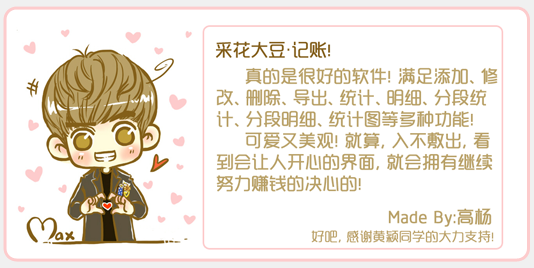 采花大豆·记账!
真的是很好的软件! 满足添加、修
改、删除、导出、统计、明细、分段统
计、分段明细、统计图等多种功能!
可爱又美观! 就算, 入不敷出, 看
到会让人开心的界面, 就会拥有继续
努力赚钱的决心的!
Made By:高杨
好吧, 感谢黄颖同学的大力支持!
Max